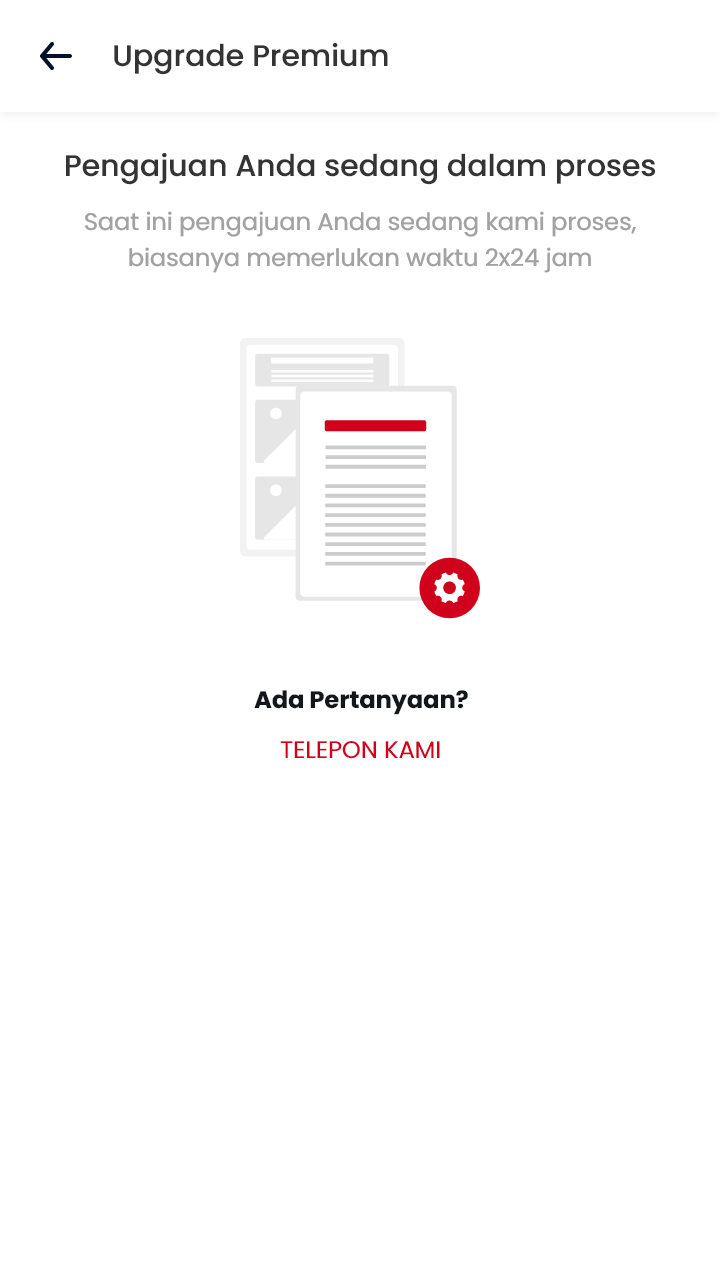 Upgrade Premium
Pengajuan Anda sedang dalam proses
Saat ini pengajuan Anda sedang kami proses,
biasanya memerlukan waktu 2x24 jam
Ada Pertanyaan?
TELEPON KAMI